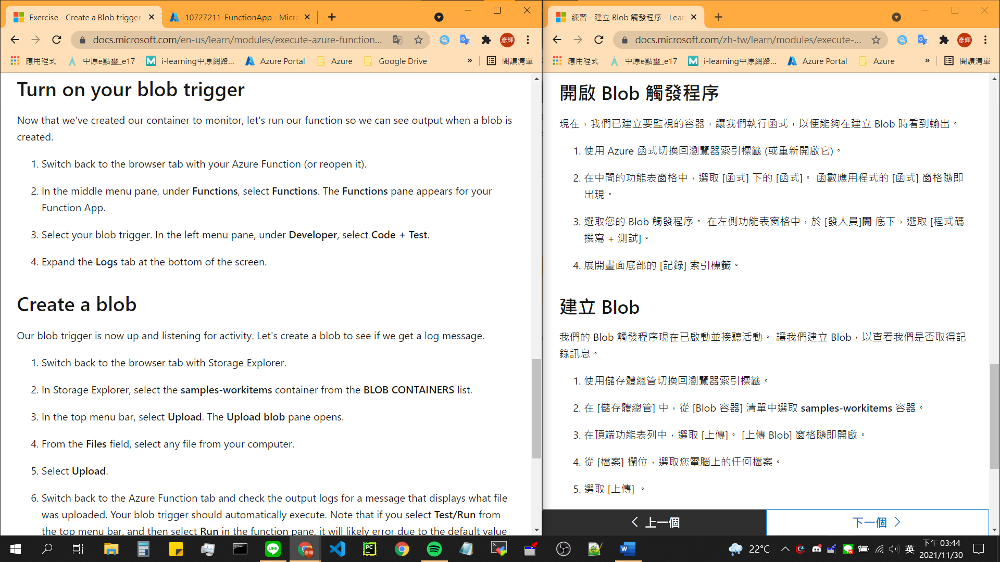 Exercise - Create a Blob trigger
10727211-FunctionApp - Micro
docs.microsoft.com/en-us/learn/modules/execute-azure-function...
彥輝
應用程式
中原e點靈_e17
i-learning中原網路...
Azure Portal
Azure
Google Drive
»
閱讀清單
Turn on your blob trigger
Now that we've created our container to monitor, let's run our function so we can see output when a blob is
created.
1. Switch back to the browser tab with your Azure Function (or reopen it).
2. In the middle menu pane, under Functions, select Functions. The Functions pane appears for your
Function App.
3. Select your blob trigger. In the left menu pane, under Developer, select Code + Test.
4. Expand the Logs tab at the bottom of the screen.
Create a blob
Our blob trigger is now up and listening for activity. Let's create a blob to see if we get a log message.
1. Switch back to the browser tab with Storage Explorer.
2. In Storage Explorer, select the samples-workitems container from the BLOB CONTAINERS list.
3. In the top menu bar, select Upload. The Upload blob pane opens.
4. From the Files field, select any file from your computer.
5. Select Upload.
6. Switch back to the Azure Function tab and check the output logs for a message that displays what file
was uploaded. Your blob trigger should automatically execute. Note that if you select Test/Run from
the top menu bar, and then select Run in the function pane, it will likely error due to the default value
練習 - 建立 Blob 觸發程序 - Lear
docs.microsoft.com/zh-tw/learn/modules/execute-...
彥輝
應用程式
中原e點靈_e17
i-learning中原網路...
Azure Portal
Azure
»
閱讀清單
開啟 Blob 觸發程序
現在，我們已建立要監視的容器，讓我們執行函式，以便能夠在建立 Blob 時看到輸出。
1. 使用 Azure 函式切換回瀏覽器索引標籤 (或重新開啟它)。
2. 在中間的功能表窗格中，選取 [函式] 下的 [函式]。 函數應用程式的 [函式] 窗格隨即
出現。
3. 選取您的 Blob 觸發程序。 在左側功能表窗格中，於 [發人員]開 底下，選取 [程式碼
撰寫 + 測試]。
4. 展開畫面底部的 [記錄] 索引標籤。
建立 Blob
我們的 Blob 觸發程序現在已啟動並接聽活動。 讓我們建立 Blob，以查看我們是否取得記
錄訊息。
1. 使用儲存體總管切換回瀏覽器索引標籤。
2. 在 [儲存體總管] 中，從 [Blob 容器] 清單中選取 samples-workitems 容器。
3. 在頂端功能表列中，選取 [上傳]。 [上傳 Blob] 窗格隨即開啟。
4. 從 [檔案] 欄位，選取您電腦上的任何檔案。
5. 選取 [上傳] 。
上一個
下一個
LINE
PC
22°C
英
下午 03:44
2021/11/30